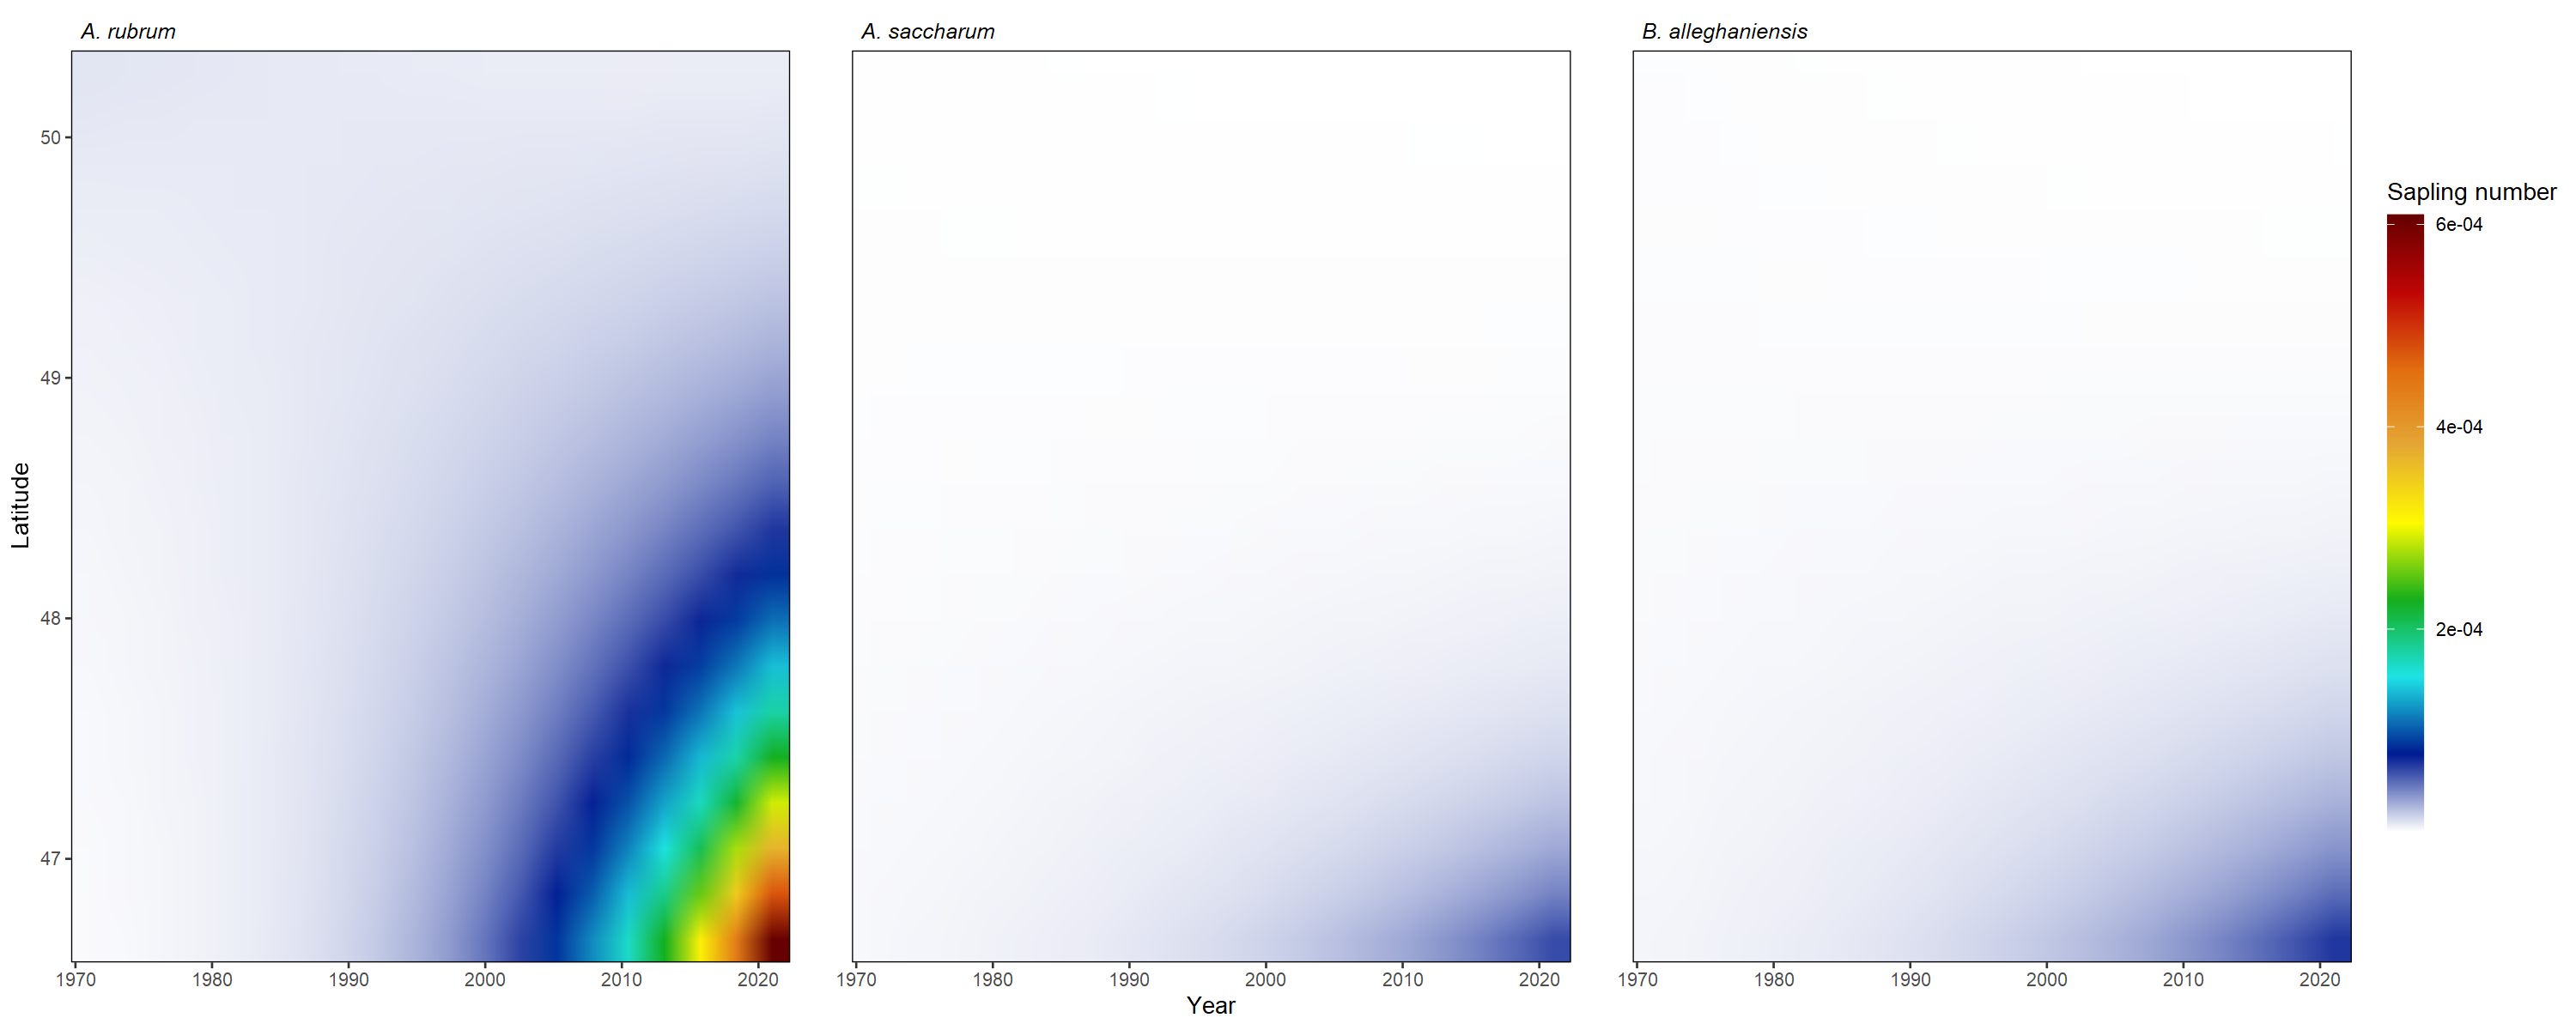 A. rubrum
A. saccharum
B. alleghaniensis
50
49
48
47
Latitude
1970 1980 1990 2000 2010 2020
1970 1980 1990 2000 2010 2020
1970 1980 1990 2000 2010 2020
Year
Sapling number
6e-04
4e-04
2e-04